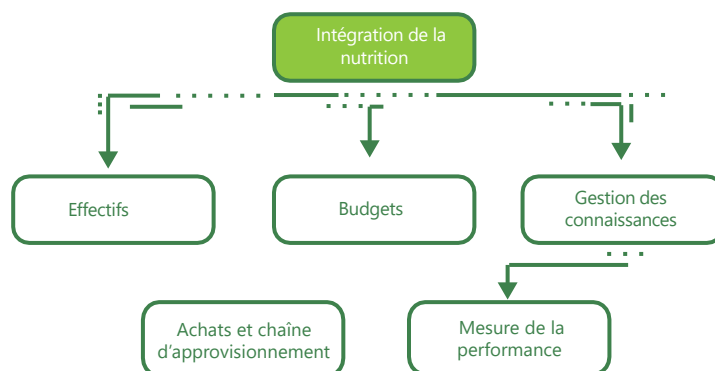 Intégration de la
nutrition
Effectifs
Budgets
Gestion des
connaissances
Achats et chaîne
d’approvisionnement
Mesure de la
performance